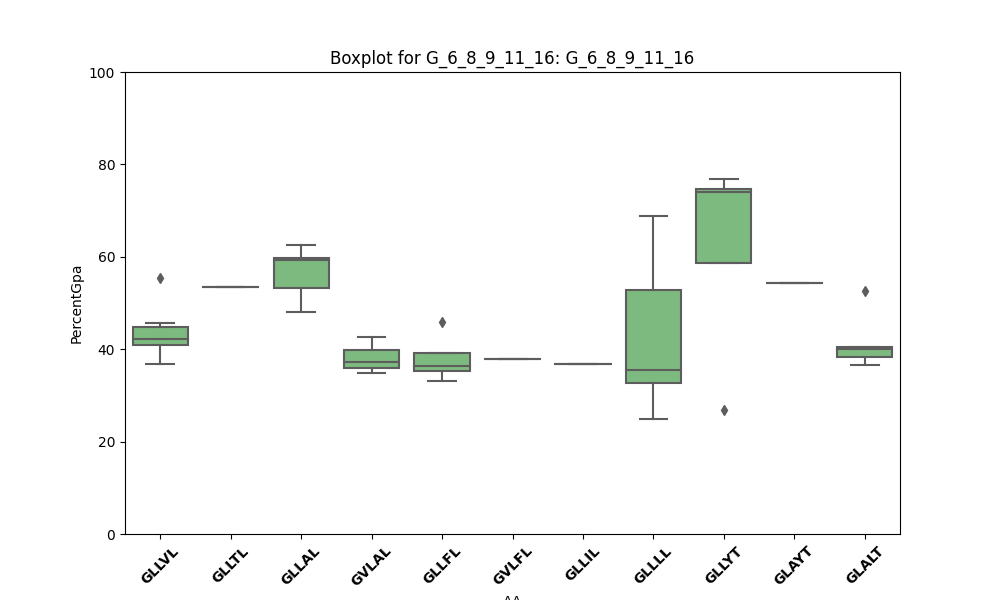 Boxplot for G_6_8_9_11_16: G_6_8_9_11_16
100
80
60
40
20
0
PercentGpa
GLLVL
GLLTL
GLLAL
GVLAL
GLLFL
GVLFL
GLLIL
GLLLL
GLLYT
GLAYT
GLALT
AA